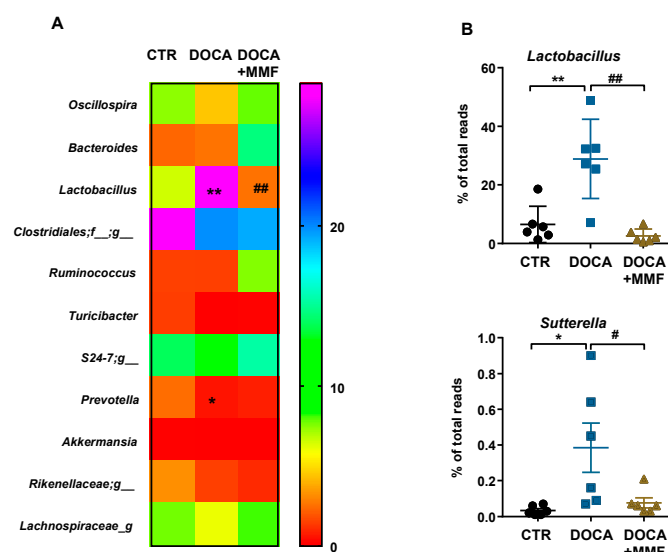 A
CTR DOCA DOCA
+MMF
Oscillospira
Bacteroides
Lactobacillus
**
##
Clostridiales;f__;g__
Ruminococcus
Turicibacter
S24-7;g__
Prevotella
*
Akkermansia
Rikenellaceae;g__
Lachnospiraceae_g
20
10
0
B
Lactobacillus
** ##
% of total reads
60
40
20
0
CTR DOCA DOCA
+MMF
Sutterella
* #
% of total reads
1.0
0.8
0.6
0.4
0.2
0.0
CTR DOCA DOCA
+MMF